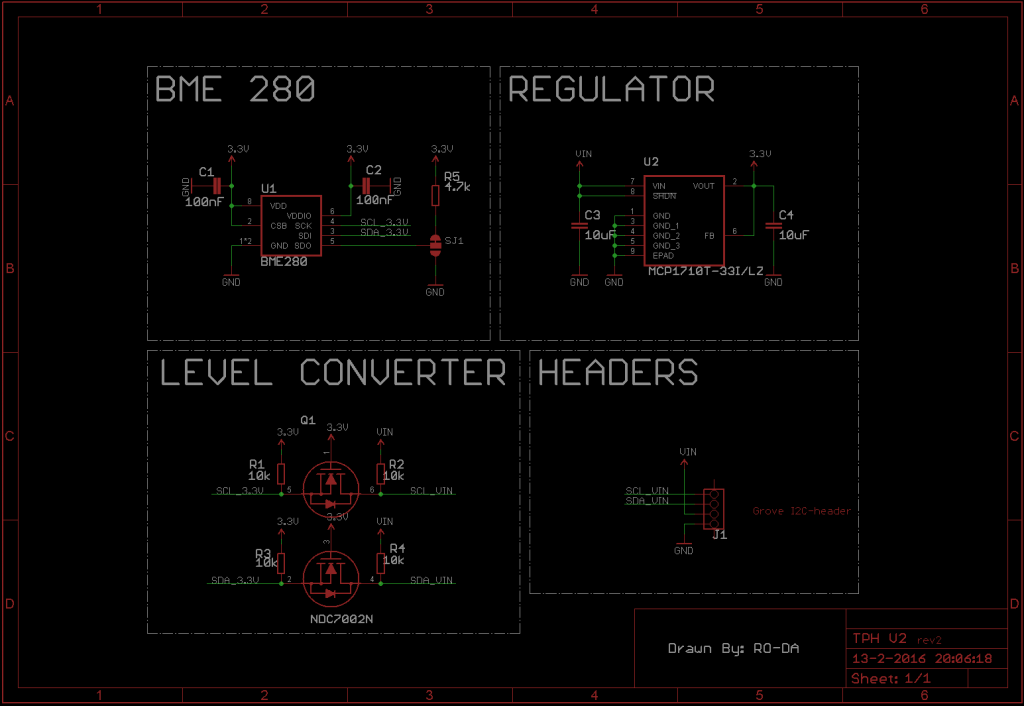 1 2 3 4 5 6
A A
BME 280
REGULATOR
3.3V 3.3V 3.3V
C1
GND
100nF
C2
GND
100nF
R5
4.7k
U1
8 VDD
VDDIO 6
2 CSB SCK 4 SCL_3.3V
SDI 3 SDA_3.3V
1*2 GND SDO 5
BME280
SJ1
GND
GND
VIN
U2
3.3V
7 VIN VOUT 2
8 SHDN
C3
10uF
1 GND
3 GND_1
4 GND_2
5 GND_3
9 EPAD
FB 6
C4
10uF
MCP1710T-33I/LZ
GND GND GND
B B
LEVEL CONVERTER
HEADERS
Q1
3.3V 3.3V VIN
1
R1
10k
R2
10k
SCL_3.3V 5 6 SCL_VIN
3.3V 3.3V VIN
3
R3
10k
R4
10k
SDA_3.3V 2 4 SDA_VIN
NDC7002N
VIN
SCL_VIN
SDA_VIN
Grove I2C-header
J1
GND
C C
D D
Drawn By: RO-DA
TPH V2 rev2
13-2-2016 20:06:18
Sheet: 1/1
1 2 3 4 5 6